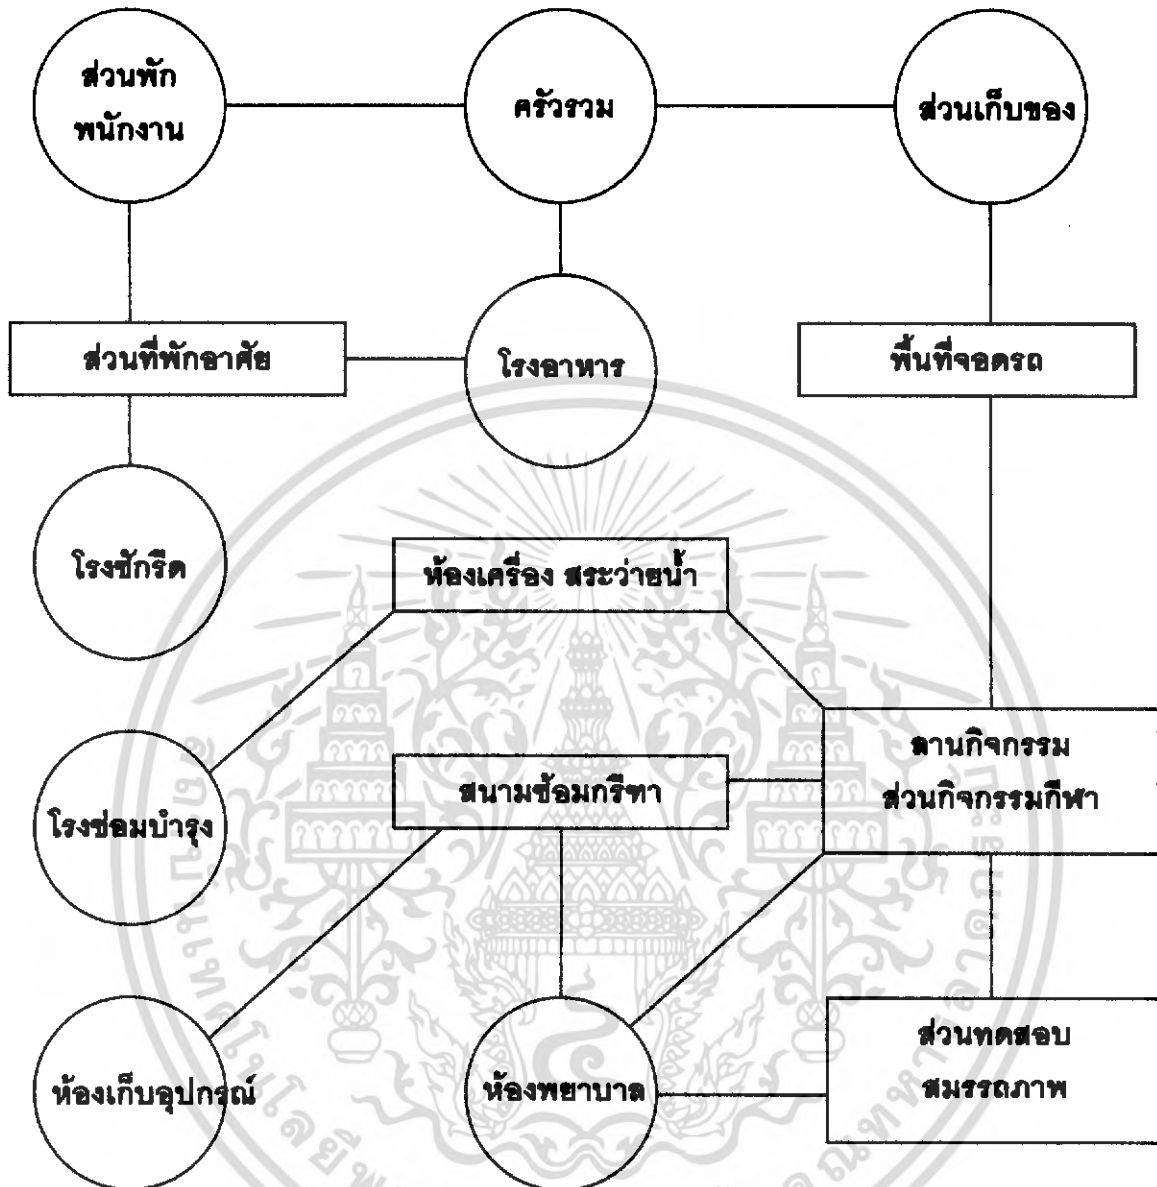 ส่วนพัก
พนักงาน
ครัวรวม
ส่วนเก็บของ
ส่วนที่พักอาศัย
โรงอาหาร
พื้นที่จอดรถ
โรงซักรีด
ห้องเครื่อง สระว่ายน้ำ
ลานกิจกรรม
ส่วนกิจกรรมกีฬา
สนามซ้อมกรีฑา
โรงซ่อมบำรุง
ส่วนทดสอบ
สมรรถภาพ
ห้องเก็บอุปกรณ์
ห้องพยาบาล